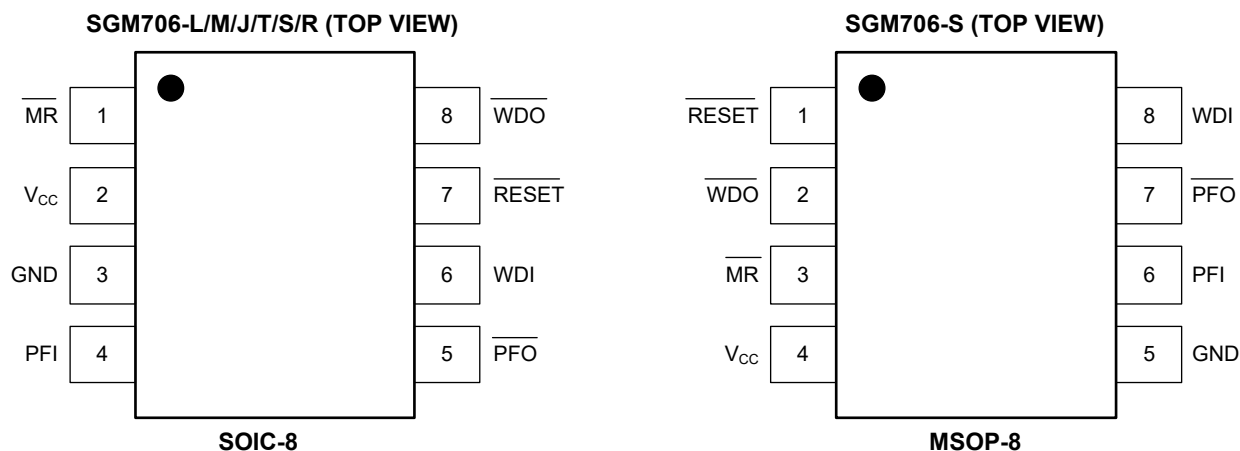 SGM706-L/M/J/T/S/R (TOP VIEW)
MR 1 8 WDO
VCC 2 7 RESET
GND 3 6 WDI
PFI 4 5 PFO
SOIC-8
SGM706-S (TOP VIEW)
RESET 1 8 WDI
WDO 2 7 PFO
MR 3 6 PFI
VCC 4 5 GND
MSOP-8